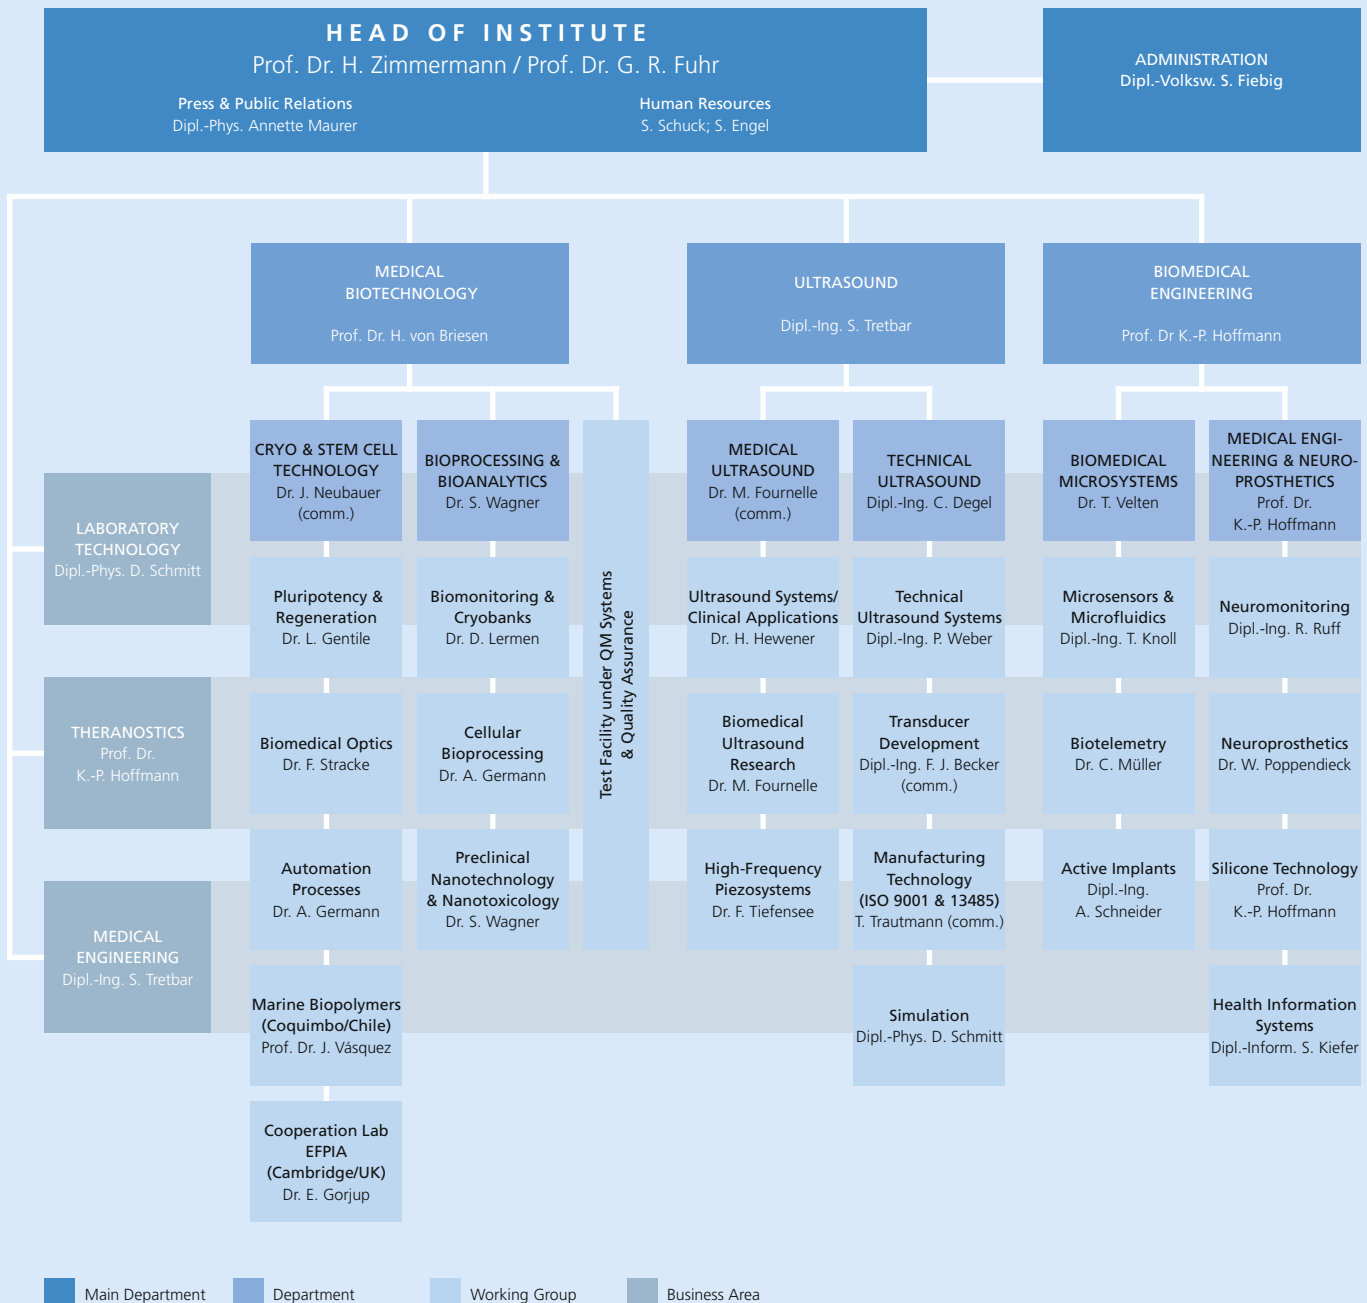 HEAD OF INSTITUTE
Prof. Dr. H. Zimmermann / Prof. Dr. G. R. Fuhr
Press & Public Relations
Dipl.-Phys. Annette Maurer
Human Resources
S. Schuck; S. Engel
ADMINISTRATION
Dipl.-Volksw. S. Fiebig
MEDICAL
BIOTECHNOLOGY
Prof. Dr. H. von Briesen
ULTRASOUND
Dipl.-Ing. S. Tretbar
BIOMEDICAL
ENGINEERING
Prof. Dr K.-P. Hoffmann
LABORATORY
TECHNOLOGY
Dipl.-Phys. D. Schmitt
THERANOSTICS
Prof. Dr.
K.-P. Hoffmann
MEDICAL
ENGINEERING
Dipl.-Ing. S. Tretbar
CRYO & STEM CELL
TECHNOLOGY
Dr. J. Neubauer
(comm.)
Pluripotency &
Regeneration
Dr. L. Gentile
Biomedical Optics
Dr. F. Stracke
Automation
Processes
Dr. A. Germann
Marine Biopolymers
(Coquimbo/Chile)
Prof. Dr. J. Vásquez
Cooperation Lab
EFPIA
(Cambridge/UK)
Dr. E. Gorjup
BIOPROCESSING &
BIOANALYTICS
Dr. S. Wagner
Biomonitoring &
Cryobanks
Dr. D. Lermen
Cellular
Bioprocessing
Dr. A. Germann
Preclinical
Nanotechnology
& Nanotoxicology
Dr. S. Wagner
Test Facility under QM Systems
& Quality Assurance
MEDICAL
ULTRASOUND
Dr. M. Fournelle
(comm.)
Ultrasound Systems/
Clinical Applications
Dr. H. Hewener
Biomedical
Ultrasound
Research
Dr. M. Fournelle
High-Frequency
Piezosystems
Dr. F. Tiefensee
TECHNICAL
ULTRASOUND
Dipl.-Ing. C. Degel
Technical
Ultrasound Systems
Dipl.-Ing. P. Weber
Transducer
Development
Dipl.-Ing. F. J. Becker
(comm.)
Manufacturing
Technology
(ISO 9001 & 13485)
T. Trautmann (comm.)
Simulation
Dipl.-Phys. D. Schmitt
BIOMEDICAL
MICROSYSTEMS
Dr. T. Velten
Microsensors &
Microfluidics
Dipl.-Ing. T. Knoll
Biotelemetry
Dr. C. Müller
Active Implants
Dipl.-Ing.
A. Schneider
MEDICAL ENGI-
NEERING & NEURO-
PROSTHETICS
Prof. Dr.
K.-P. Hoffmann
Neuromonitoring
Dipl.-Ing. R. Ruff
Neuroprosthetics
Dr. W. Poppendieck
Silicone Technology
Prof. Dr.
K.-P. Hoffmann
Health Information
Systems
Dipl.-Inform. S. Kiefer
Main Department
Department
Working Group
Business Area